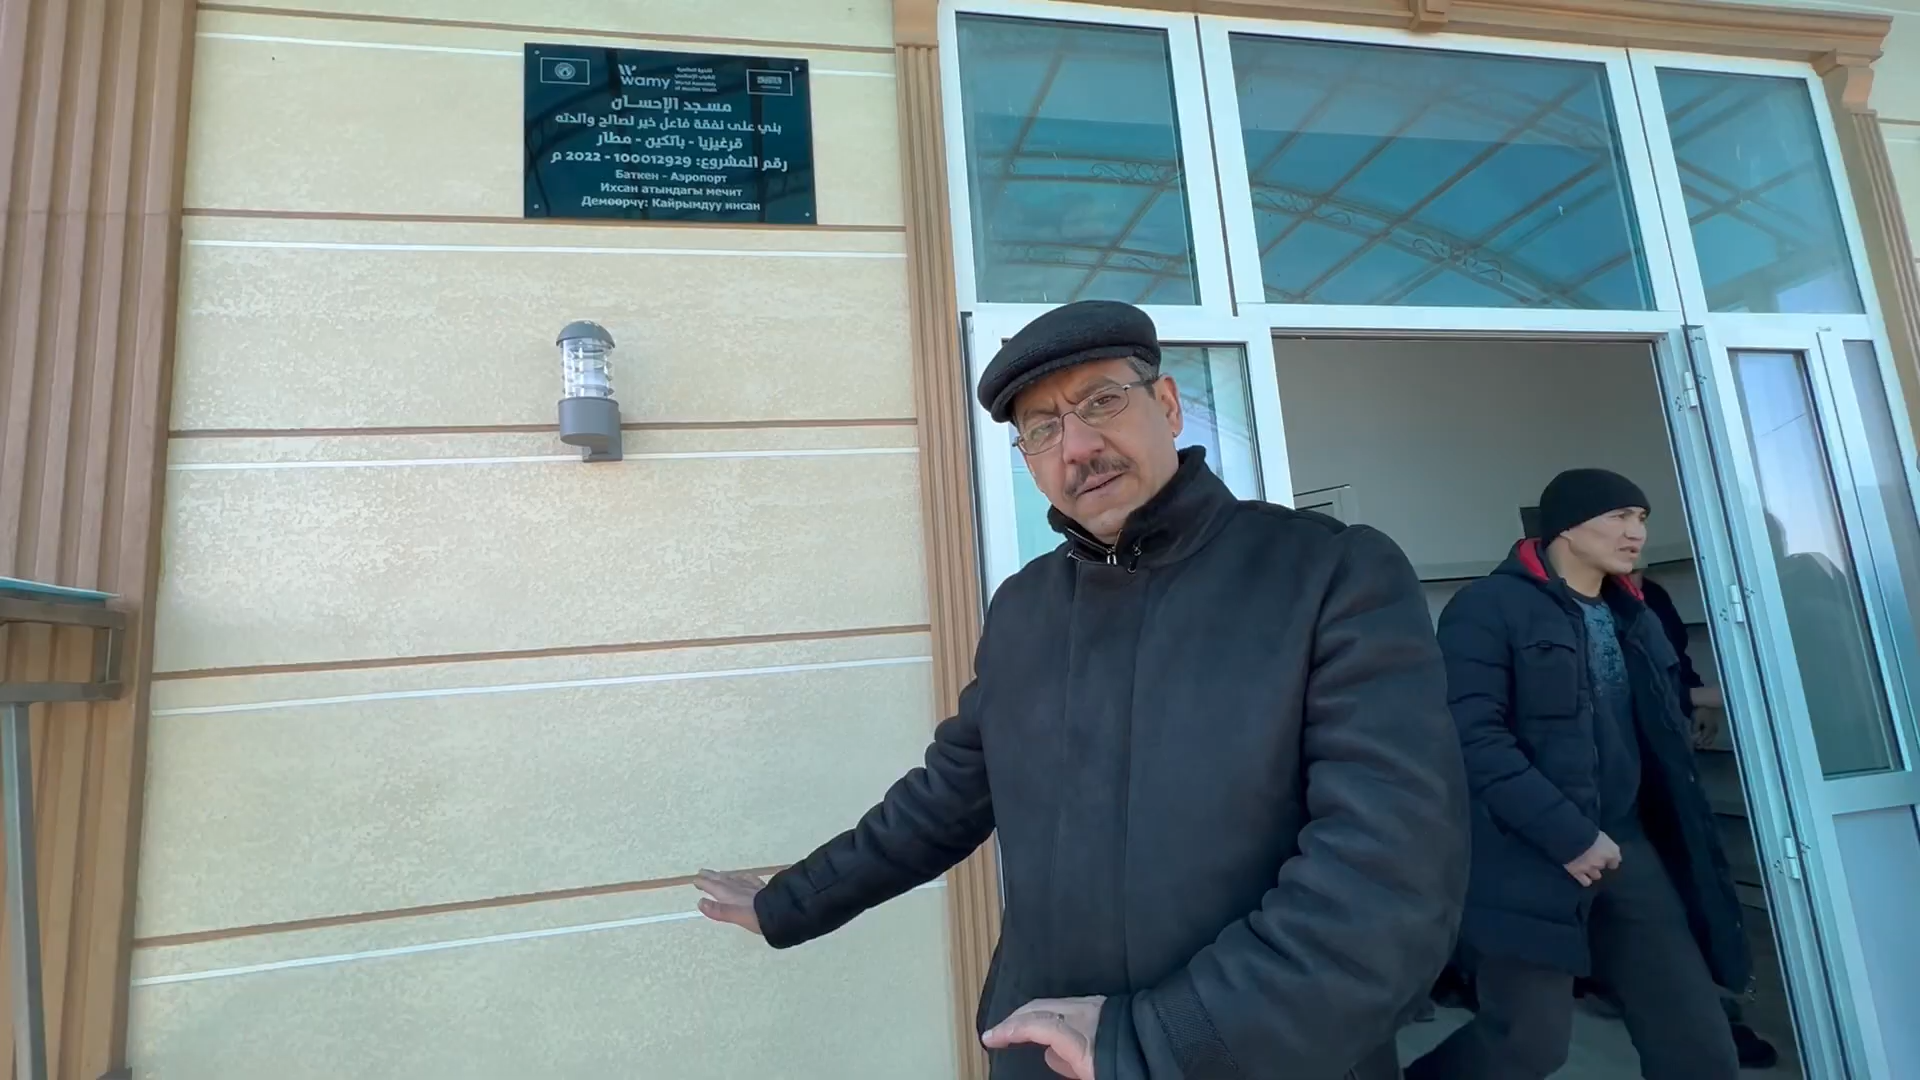 wamy
الندوة العالمية
للشباب الإسلامي
World Assembly
of Muslim Youth
مسجد الإحسان
بني على نفقة فاعل خير لصالح والدته
قرغيزيا - باتكين - مطار
رقم المشروع: 100012929 - 2022 م
Баткен - Аэропорт
Ихсан атындагы мечит
Демөөрчү: Кайрымдуу инсан